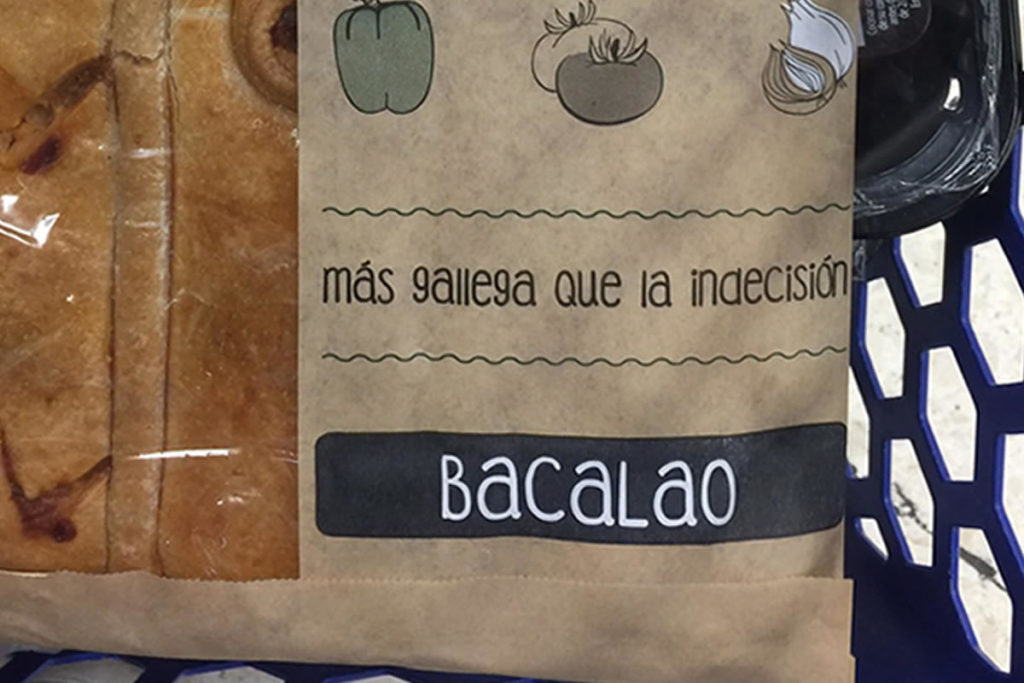 más gallega que la indecisión
BACALAO